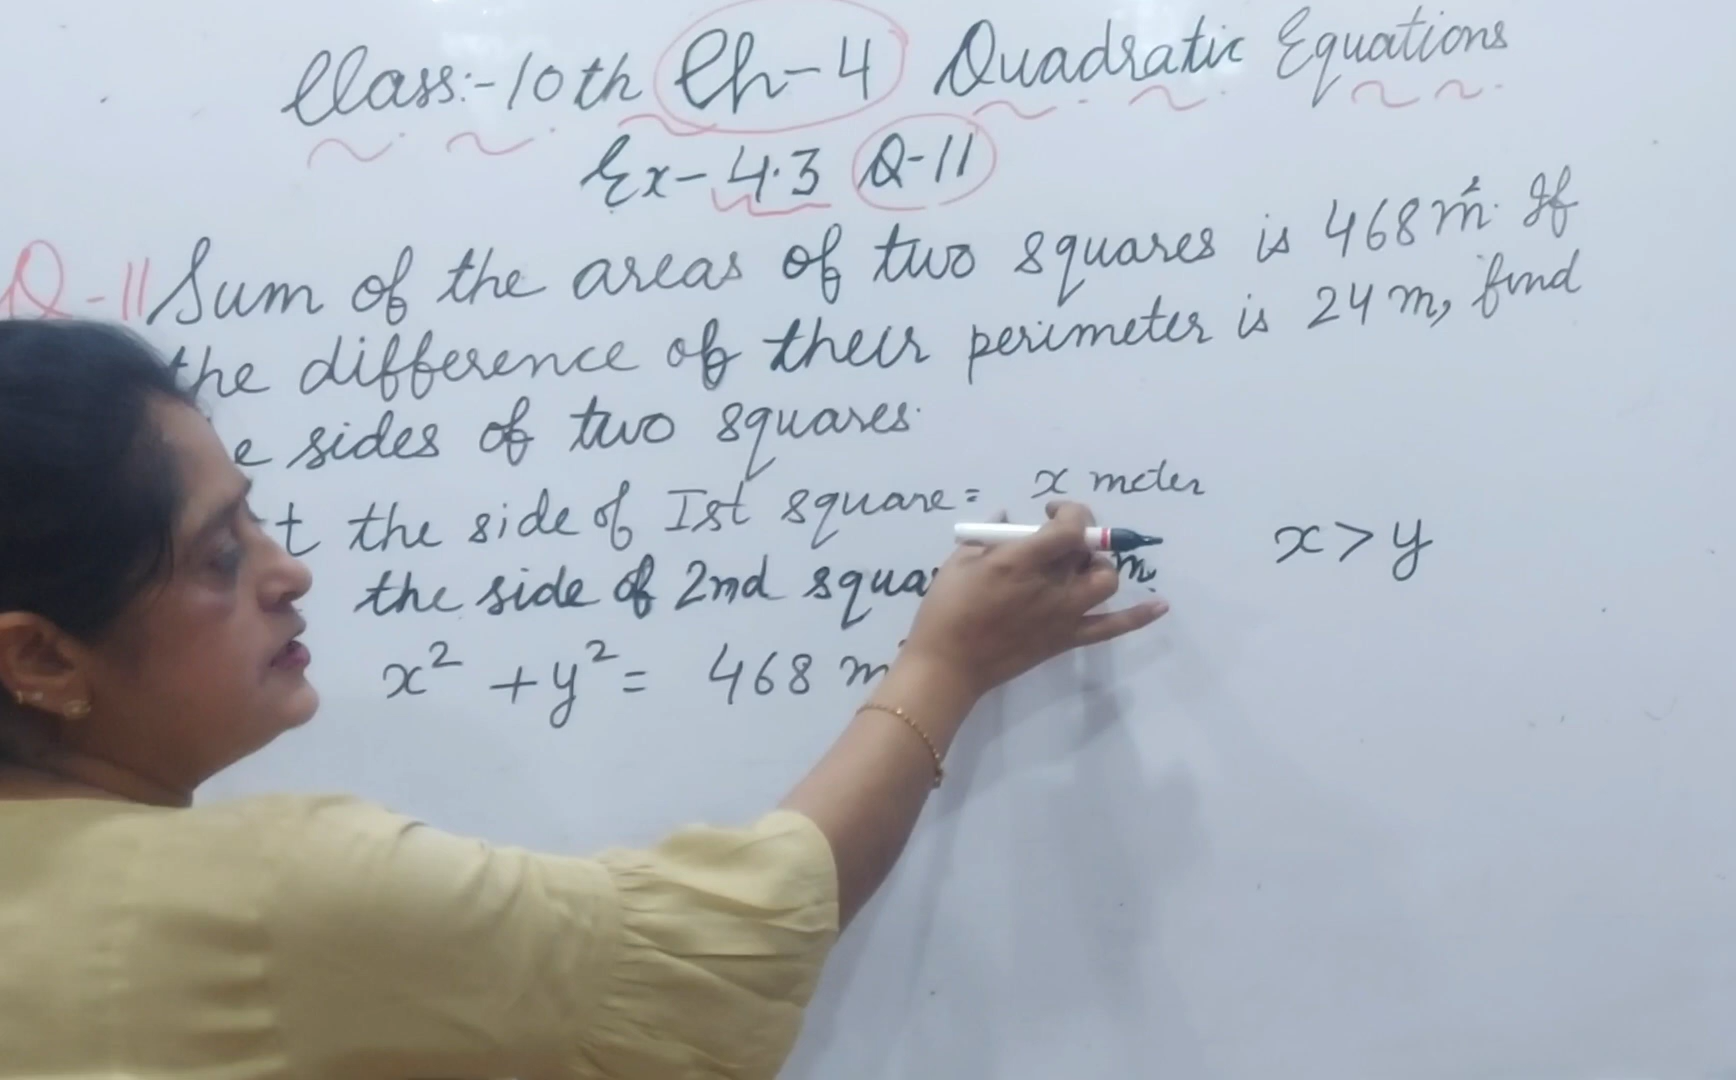 Class:-10th Ch-4 Quadratic Equations
Ex-4.3 Q-11
Q-11 Sum of the areas of two squares is 468 m². If
the difference of their perimeter is 24 m, find
e sides of two squares.
t the side of Ist square = x meter
the side of 2nd squa m.
x > y
x² + y² = 468 m